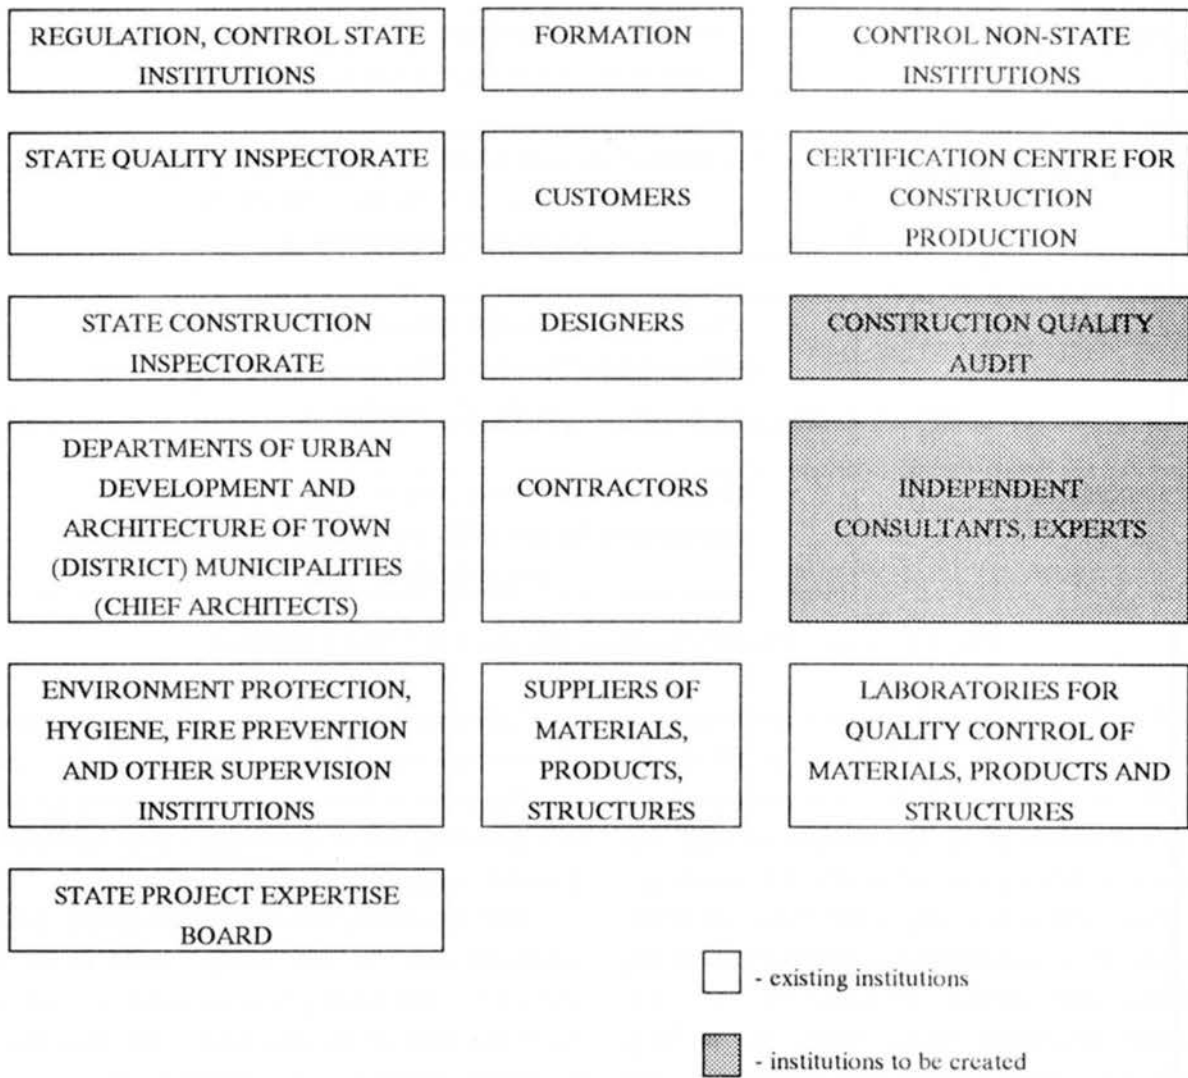 REGULATION, CONTROL STATE
INSTITUTIONS
FORMATION
CONTROL NON-STATE
INSTITUTIONS
STATE QUALITY INSPECTORATE
CUSTOMERS
CERTIFICATION CENTRE FOR
CONSTRUCTION
PRODUCTION
STATE CONSTRUCTION
INSPECTORATE
DESIGNERS
CONSTRUCTION QUALITY
AUDIT
DEPARTMENTS OF URBAN
DEVELOPMENT AND
ARCHITECTURE OF TOWN
(DISTRICT) MUNICIPALITIES
(CHIEF ARCHITECTS)
CONTRACTORS
INDEPENDENT
CONSULTANTS, EXPERTS
ENVIRONMENT PROTECTION,
HYGIENE, FIRE PREVENTION
AND OTHER SUPERVISION
INSTITUTIONS
SUPPLIERS OF
MATERIALS,
PRODUCTS,
STRUCTURES
LABORATORIES FOR
QUALITY CONTROL OF
MATERIALS, PRODUCTS AND
STRUCTURES
STATE PROJECT EXPERTISE
BOARD
- existing institutions
- institutions to be created